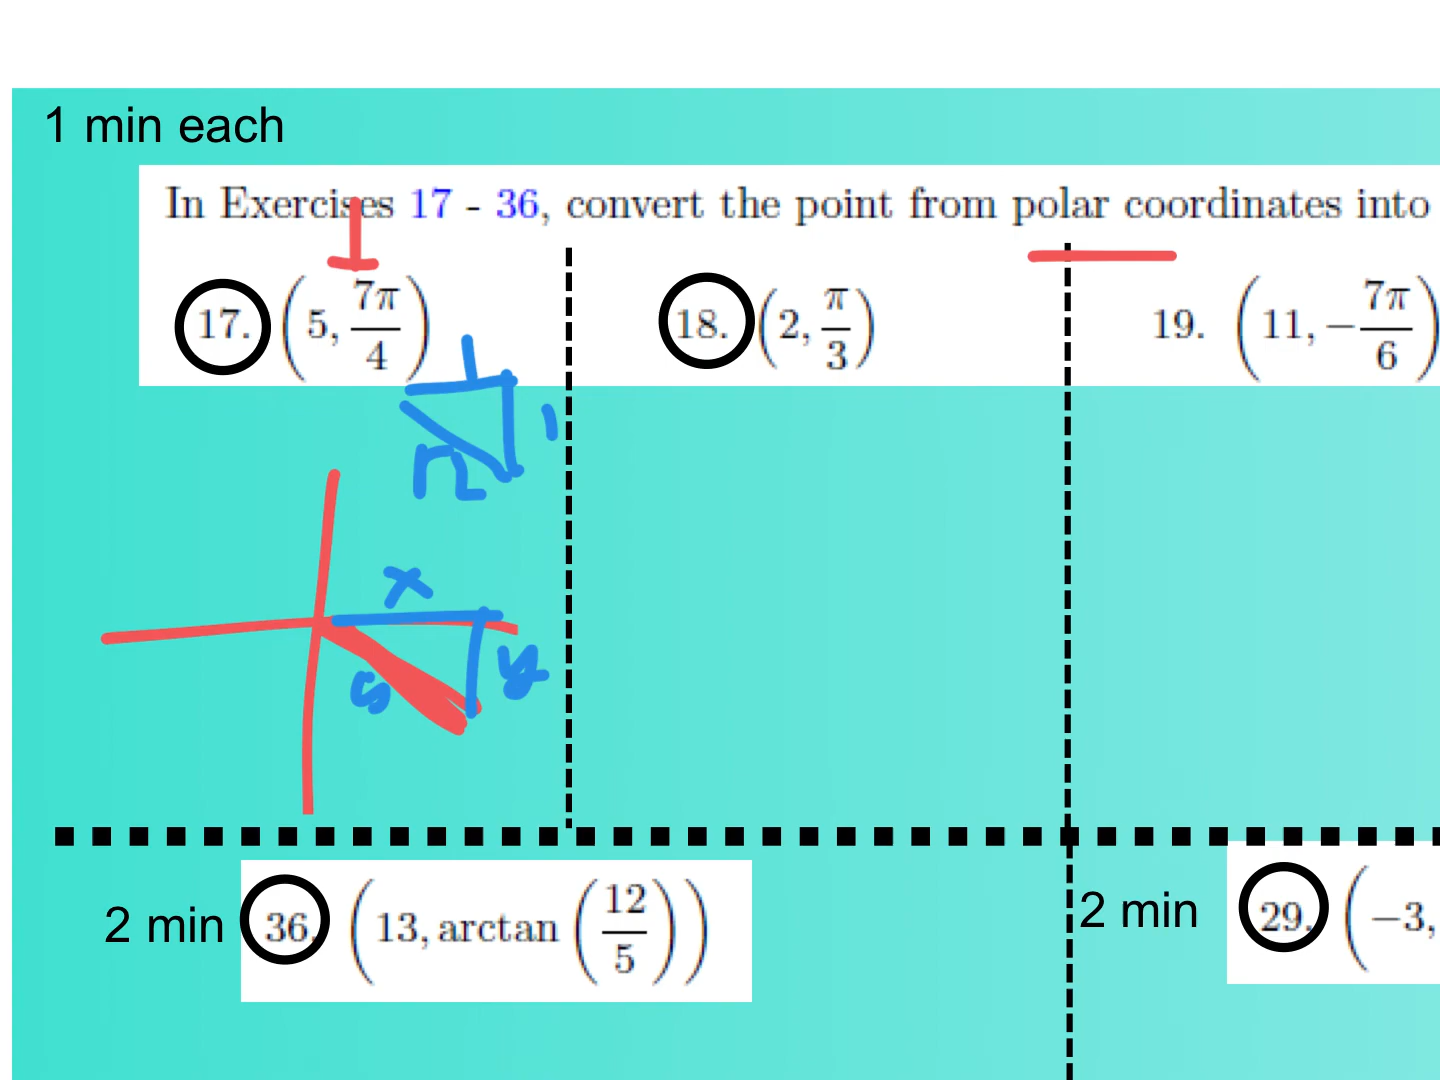 1 min each
In Exercises 17 - 36, convert the point from polar coordinates into
17. (5, 7π/4)
18. (2, π/3)
19. (11, −7π/6)
1
1
√2
x
5
y
2 min
36. (13, arctan(12/5))
2 min
29. (−3,